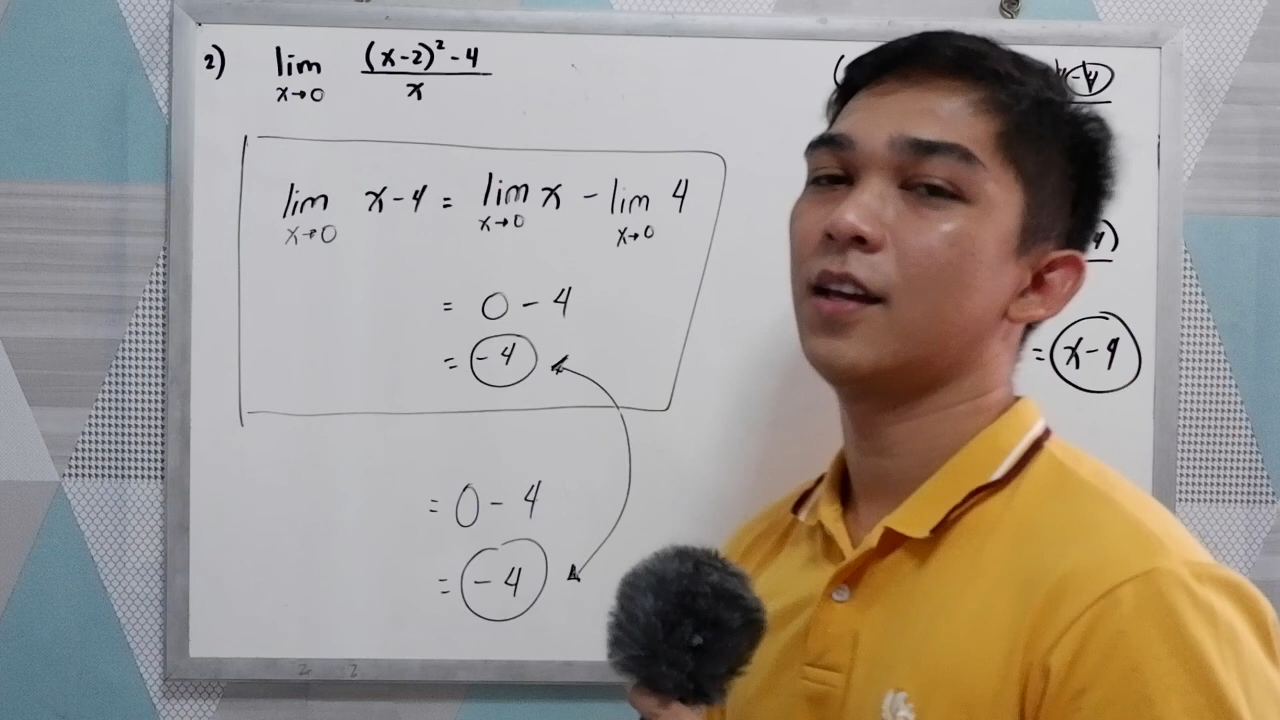 2) lim x→0 (x-2)² - 4 / x
lim x→0 x-4 = lim x→0 x - lim x→0 4
= 0 - 4
= -4
= 0 - 4
= -4
= x-4